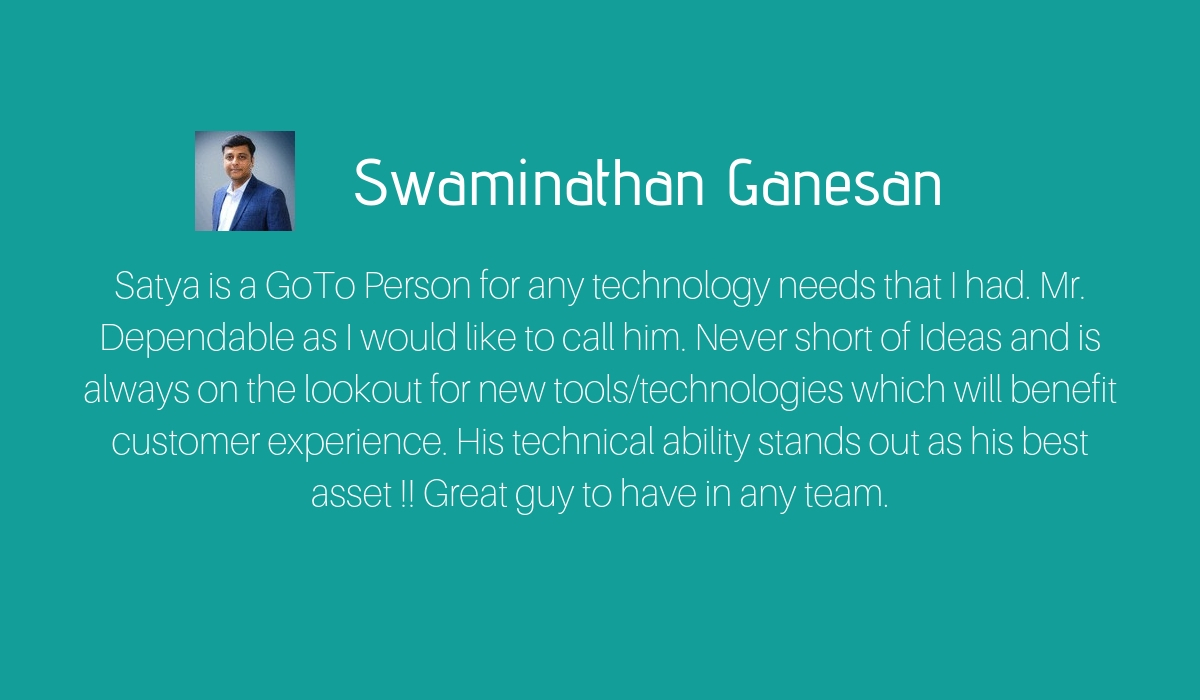 Swaminathan Ganesan
Satya is a GoTo Person for any technology needs that I had. Mr.
Dependable as I would like to call him. Never short of Ideas and is
always on the lookout for new tools/technologies which will benefit
customer experience. His technical ability stands out as his best
asset !! Great guy to have in any team.